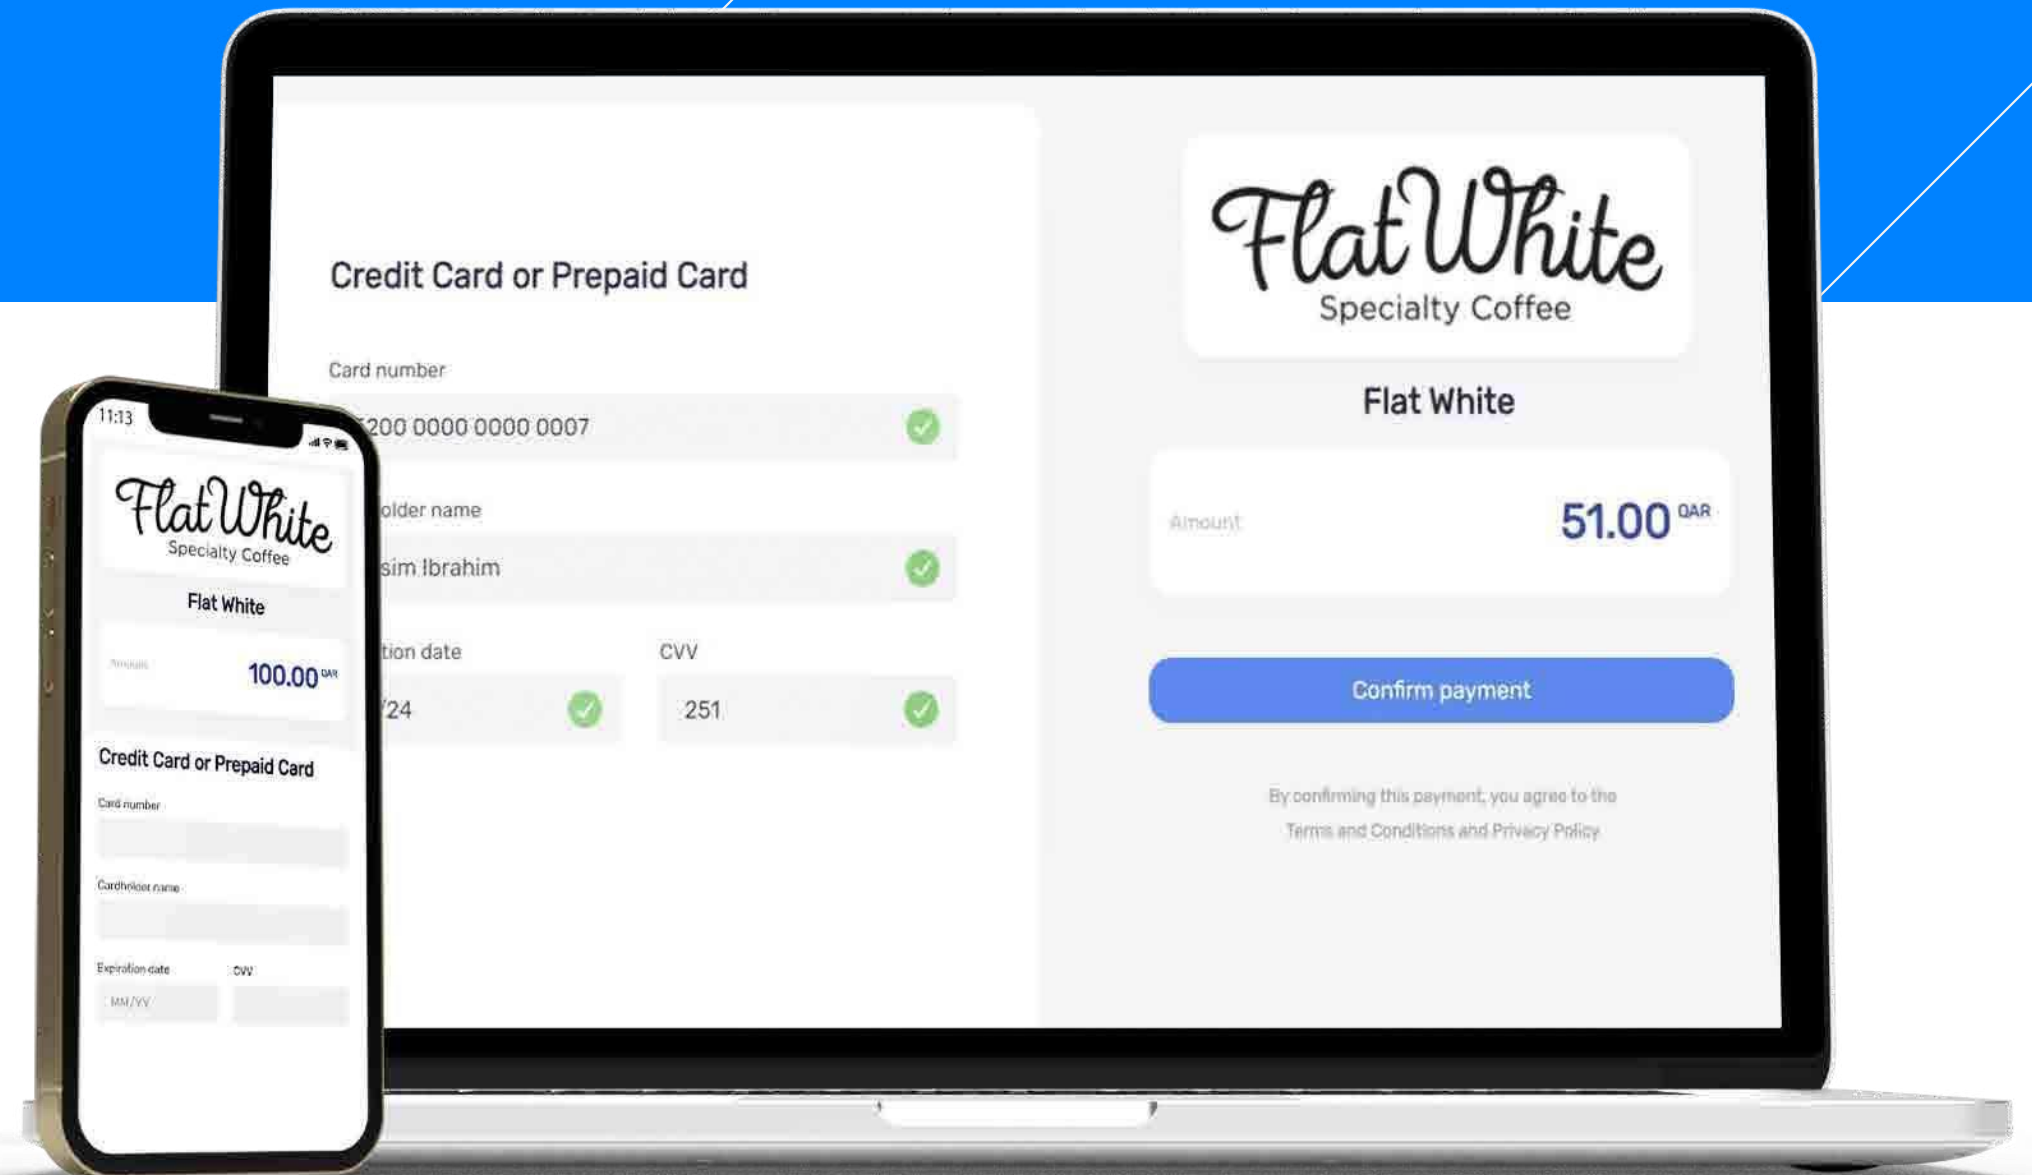 Credit Card or Prepaid Card
Card number
200 0000 0000 0007
older name
sim Ibrahim
tion date
CVV
/24
251
Flat White
Specialty Coffee
Flat White
Amount
51.00 QAR
Confirm payment
By confirming this payment, you agree to the
Terms and Conditions and Privacy Policy
11:13
Flat White
Specialty Coffee
Flat White
Amount
100.00 QAR
Credit Card or Prepaid Card
Card number
Cardholder name
Expiration date
CVV
MM/YY